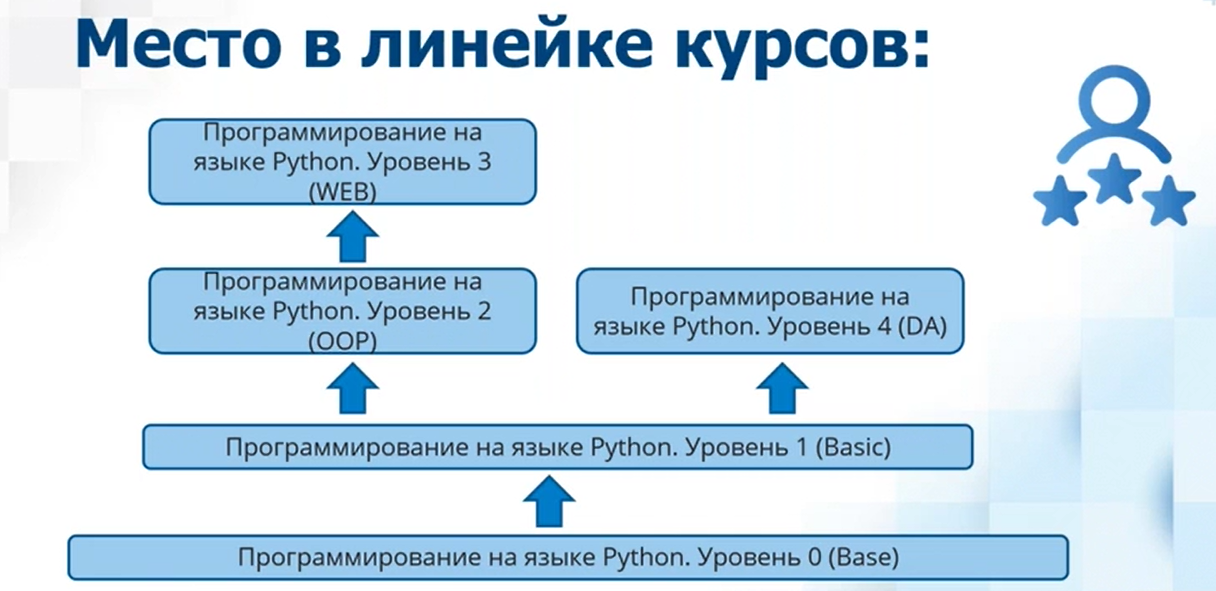 Место в линейке курсов:
Программирование на
языке Python. Уровень 3
(WEB)
Программирование на
языке Python. Уровень 2
(OOP)
Программирование на
языке Python. Уровень 4 (DA)
Программирование на языке Python. Уровень 1 (Basic)
Программирование на языке Python. Уровень 0 (Base)